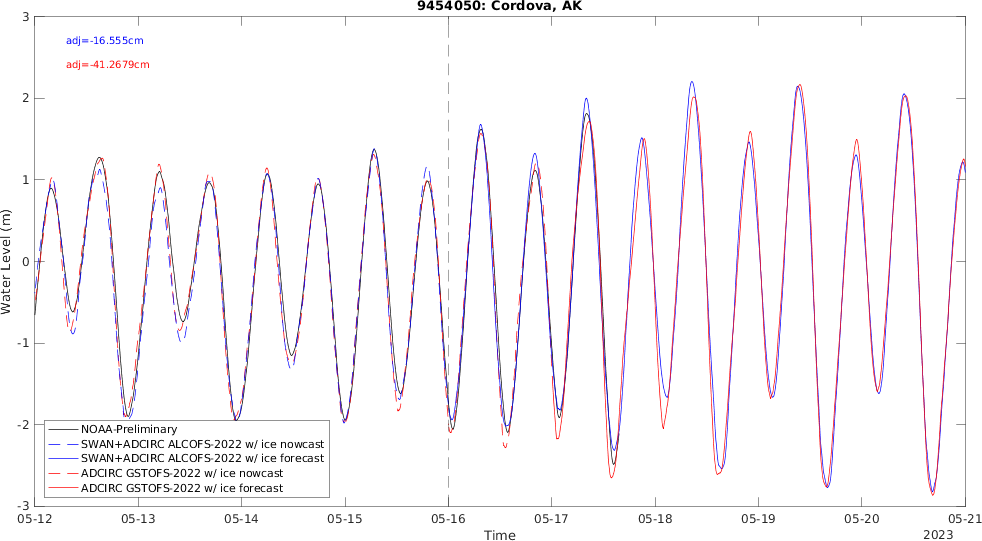 9454050: Cordova, AK
adj=-16.555cm
adj=-41.2679cm
Water Level (m)
3
2
1
0
-1
-2
-3
NOAA-Preliminary
SWAN+ADCIRC ALCOFS-2022 w/ ice nowcast
SWAN+ADCIRC ALCOFS-2022 w/ ice forecast
ADCIRC GSTOFS-2022 w/ ice nowcast
ADCIRC GSTOFS-2022 w/ ice forecast
05-12 05-13 05-14 05-15 05-16 05-17 05-18 05-19 05-20 05-21
Time
2023